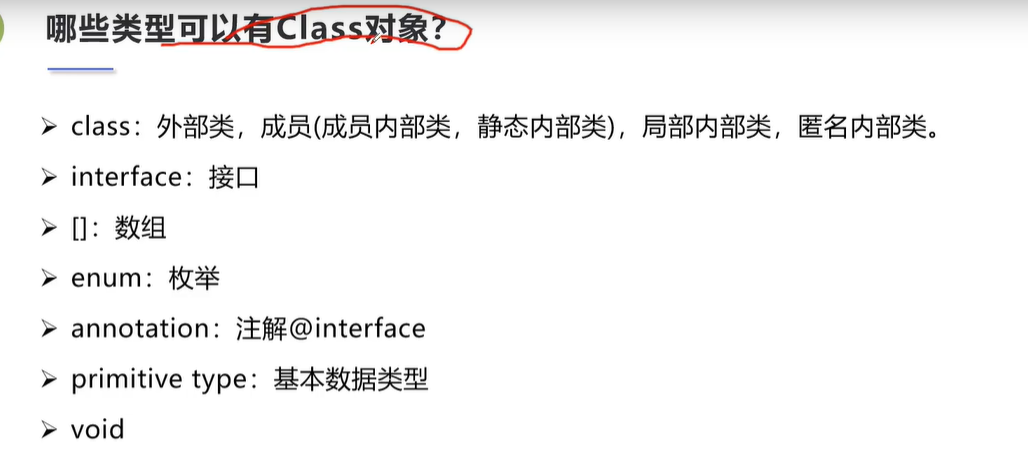 哪些类型可以有Class对象?
➢ class：外部类，成员(成员内部类，静态内部类)，局部内部类，匿名内部类。
➢ interface：接口
➢ []：数组
➢ enum：枚举
➢ annotation：注解@interface
➢ primitive type：基本数据类型
➢ void